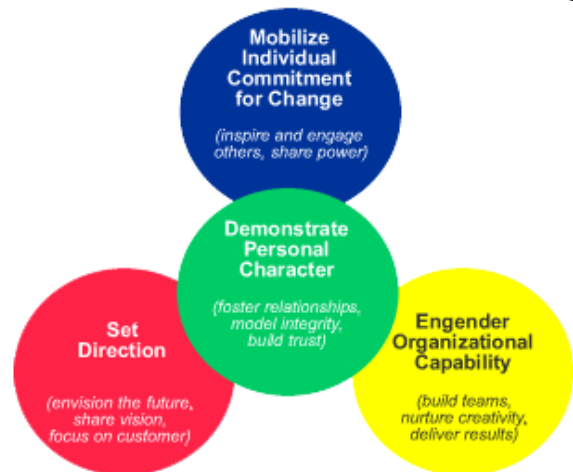 Mobilize
Individual
Commitment
for Change
(inspire and engage
others, share power)
Demonstrate
Personal
Character
(foster relationships,
model integrity,
build trust)
Set
Direction
(envision the future,
share vision,
focus on customer)
Engender
Organizational
Capability
(build teams,
nurture creativity,
deliver results)